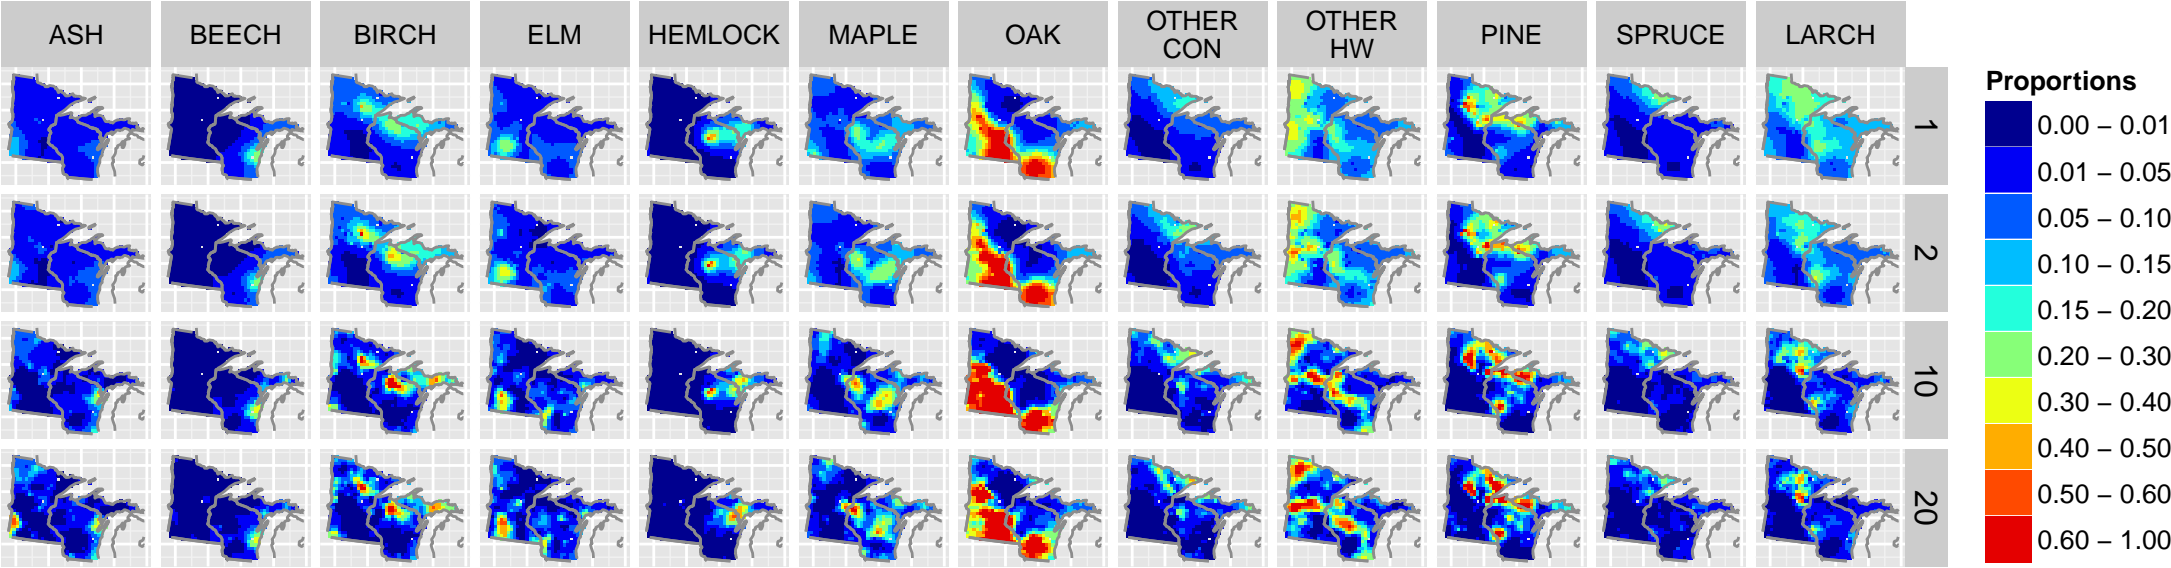 ASH BEECH BIRCH ELM HEMLOCK MAPLE OAK OTHER CON OTHER HW PINE SPRUCE LARCH
Proportions
0.00 – 0.01
0.01 – 0.05
0.05 – 0.10
0.10 – 0.15
0.15 – 0.20
0.20 – 0.30
0.30 – 0.40
0.40 – 0.50
0.50 – 0.60
0.60 – 1.00
1
2
10
20